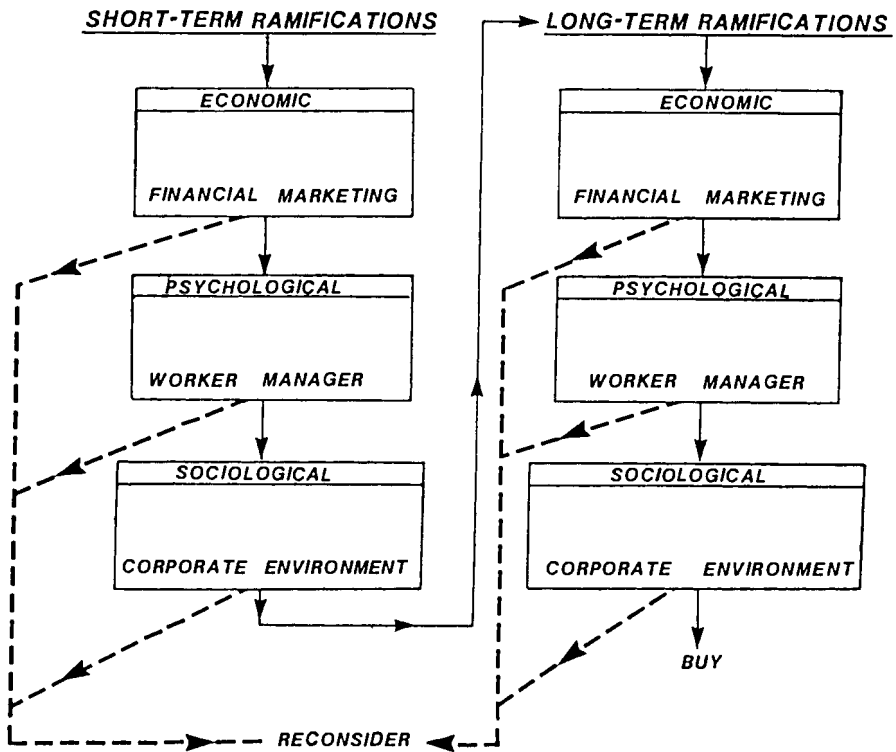 SHORT-TERM RAMIFICATIONS
ECONOMIC
FINANCIAL MARKETING
PSYCHOLOGICAL
WORKER MANAGER
SOCIOLOGICAL
CORPORATE ENVIRONMENT
LONG-TERM RAMIFICATIONS
ECONOMIC
FINANCIAL MARKETING
PSYCHOLOGICAL
WORKER MANAGER
SOCIOLOGICAL
CORPORATE ENVIRONMENT
BUY
RECONSIDER